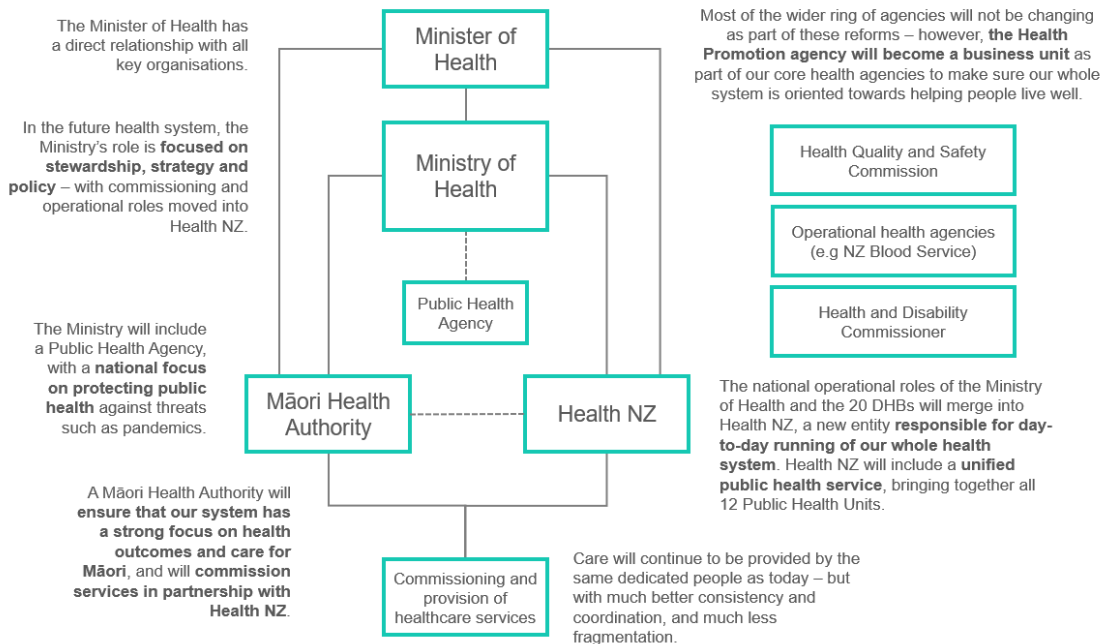 The Minister of Health has
a direct relationship with all
key organisations.
Minister of
Health
Most of the wider ring of agencies will not be changing
as part of these reforms – however, the Health
Promotion agency will become a business unit as
part of our core health agencies to make sure our whole
system is oriented towards helping people live well.
In the future health system, the
Ministry’s role is focused on
stewardship, strategy and
policy – with commissioning and
operational roles moved into
Health NZ.
Ministry of
Health
Health Quality and Safety
Commission
Operational health agencies
(e.g NZ Blood Service)
Health and Disability
Commissioner
Public Health
Agency
The Ministry will include
a Public Health Agency,
with a national focus
on protecting public
health against threats
such as pandemics.
Māori Health
Authority
Health NZ
The national operational roles of the Ministry
of Health and the 20 DHBs will merge into
Health NZ, a new entity responsible for day-
to-day running of our whole health
system. Health NZ will include a unified
public health service, bringing together all
12 Public Health Units.
A Māori Health Authority will
ensure that our system has
a strong focus on health
outcomes and care for
Māori, and will commission
services in partnership with
Health NZ.
Commissioning and
provision of
healthcare services
Care will continue to be provided by the
same dedicated people as today – but
with much better consistency and
coordination, and much less
fragmentation.